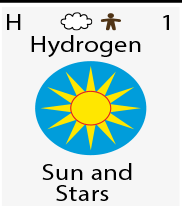 H 1
Hydrogen
Sun and
Stars